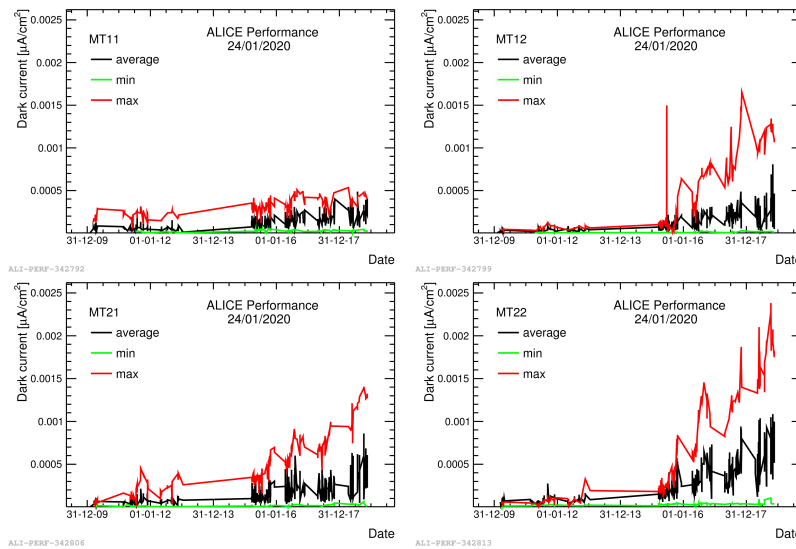 ALICE Performance
24/01/2020
MT11
average
min
max
Dark current [μA/cm²]
0.0025
0.002
0.0015
0.001
0.0005
31-12-09 01-01-12 31-12-13 01-01-16 31-12-17
Date
ALI-PERF-342792
ALICE Performance
24/01/2020
MT12
average
min
max
Dark current [μA/cm²]
0.0025
0.002
0.0015
0.001
0.0005
31-12-09 01-01-12 31-12-13 01-01-16 31-12-17
Date
ALI-PERF-342799
ALICE Performance
24/01/2020
MT21
average
min
max
Dark current [μA/cm²]
0.0025
0.002
0.0015
0.001
0.0005
31-12-09 01-01-12 31-12-13 01-01-16 31-12-17
Date
ALI-PERF-342806
ALICE Performance
24/01/2020
MT22
average
min
max
Dark current [μA/cm²]
0.0025
0.002
0.0015
0.001
0.0005
31-12-09 01-01-12 31-12-13 01-01-16 31-12-17
Date
ALI-PERF-342813